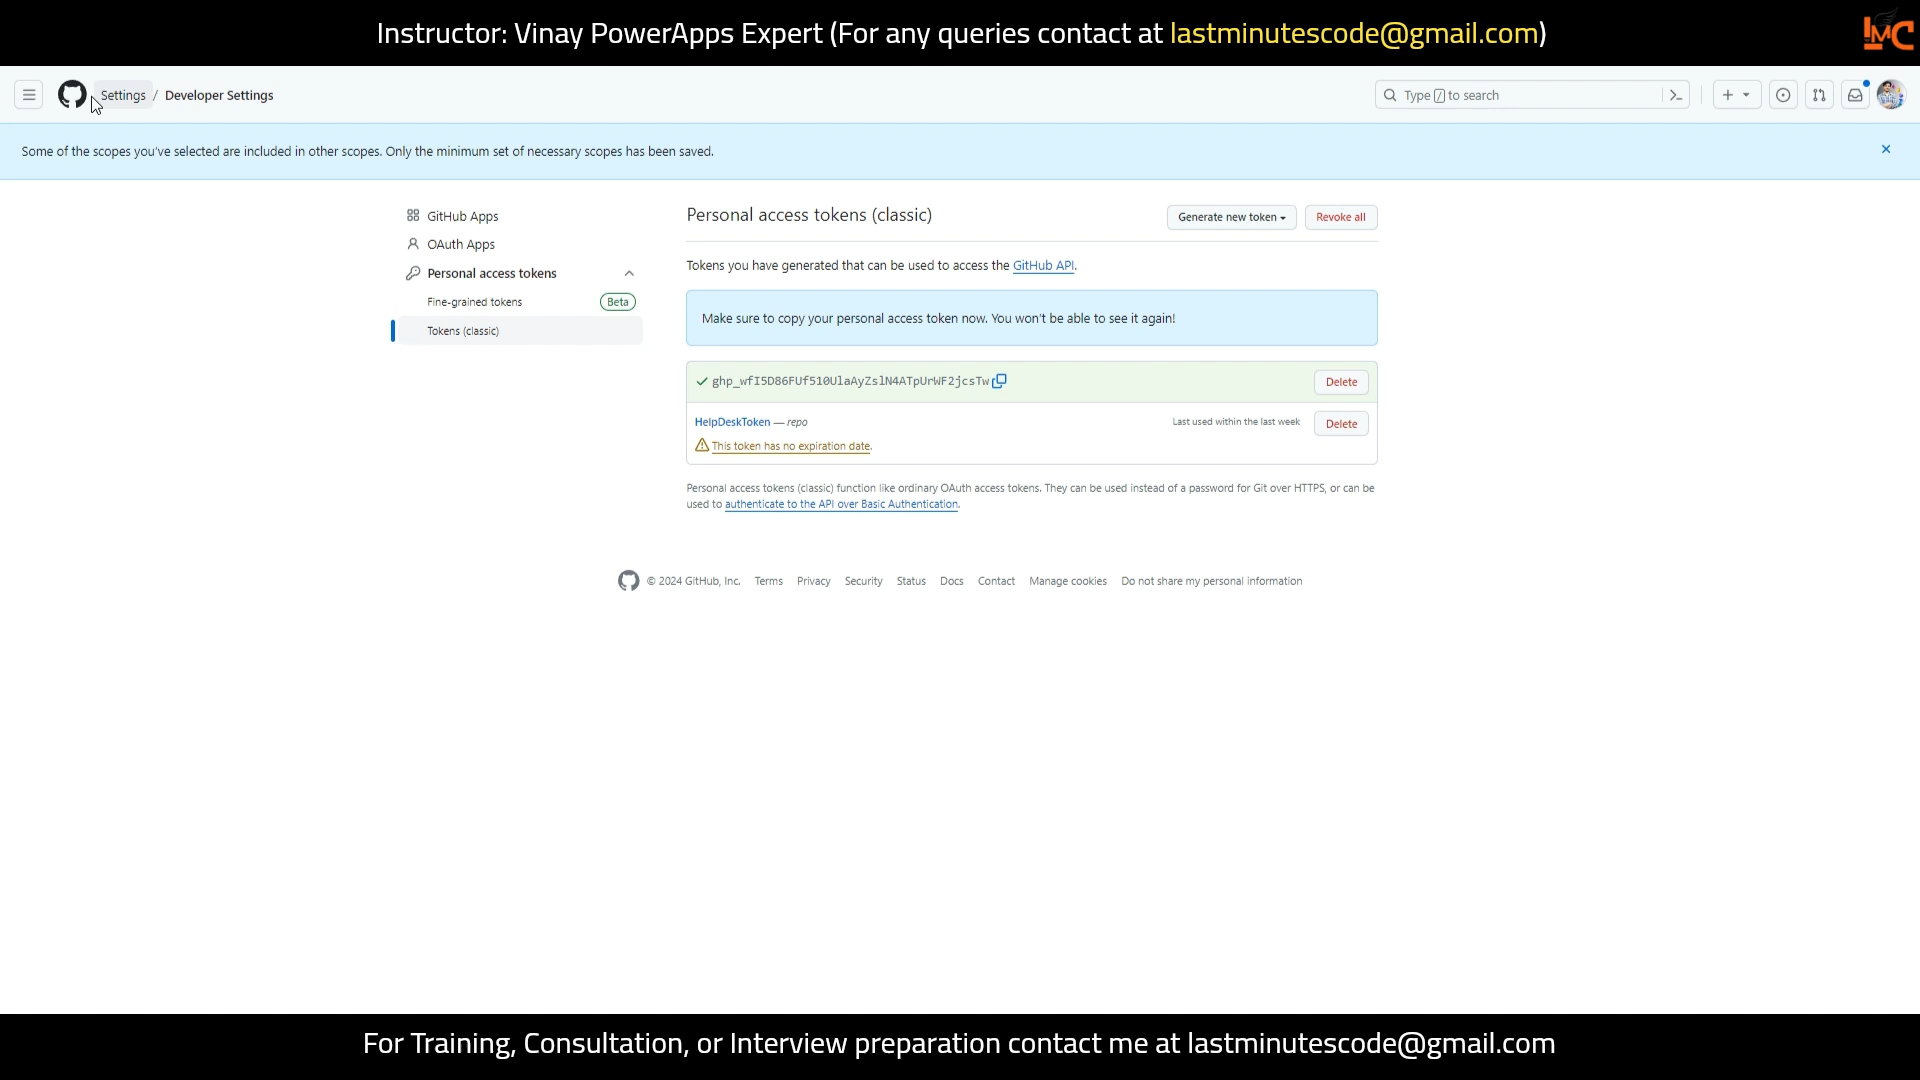 Instructor: Vinay PowerApps Expert (For any queries contact at lastminutescode@gmail.com)
LMC
Settings / Developer Settings
Type / to search
Some of the scopes you've selected are included in other scopes. Only the minimum set of necessary scopes has been saved.
GitHub Apps
OAuth Apps
Personal access tokens
Fine-grained tokens Beta
Tokens (classic)
Personal access tokens (classic)
Generate new token
Revoke all
Tokens you have generated that can be used to access the GitHub API.
Make sure to copy your personal access token now. You won't be able to see it again!
Delete
HelpDeskToken — repo
Last used within the last week
Delete
This token has no expiration date.
Personal access tokens (classic) function like ordinary OAuth access tokens. They can be used instead of a password for Git over HTTPS, or can be
used to authenticate to the API over Basic Authentication.
© 2024 GitHub, Inc. Terms Privacy Security Status Docs Contact Manage cookies Do not share my personal information
For Training, Consultation, or Interview preparation contact me at lastminutescode@gmail.com